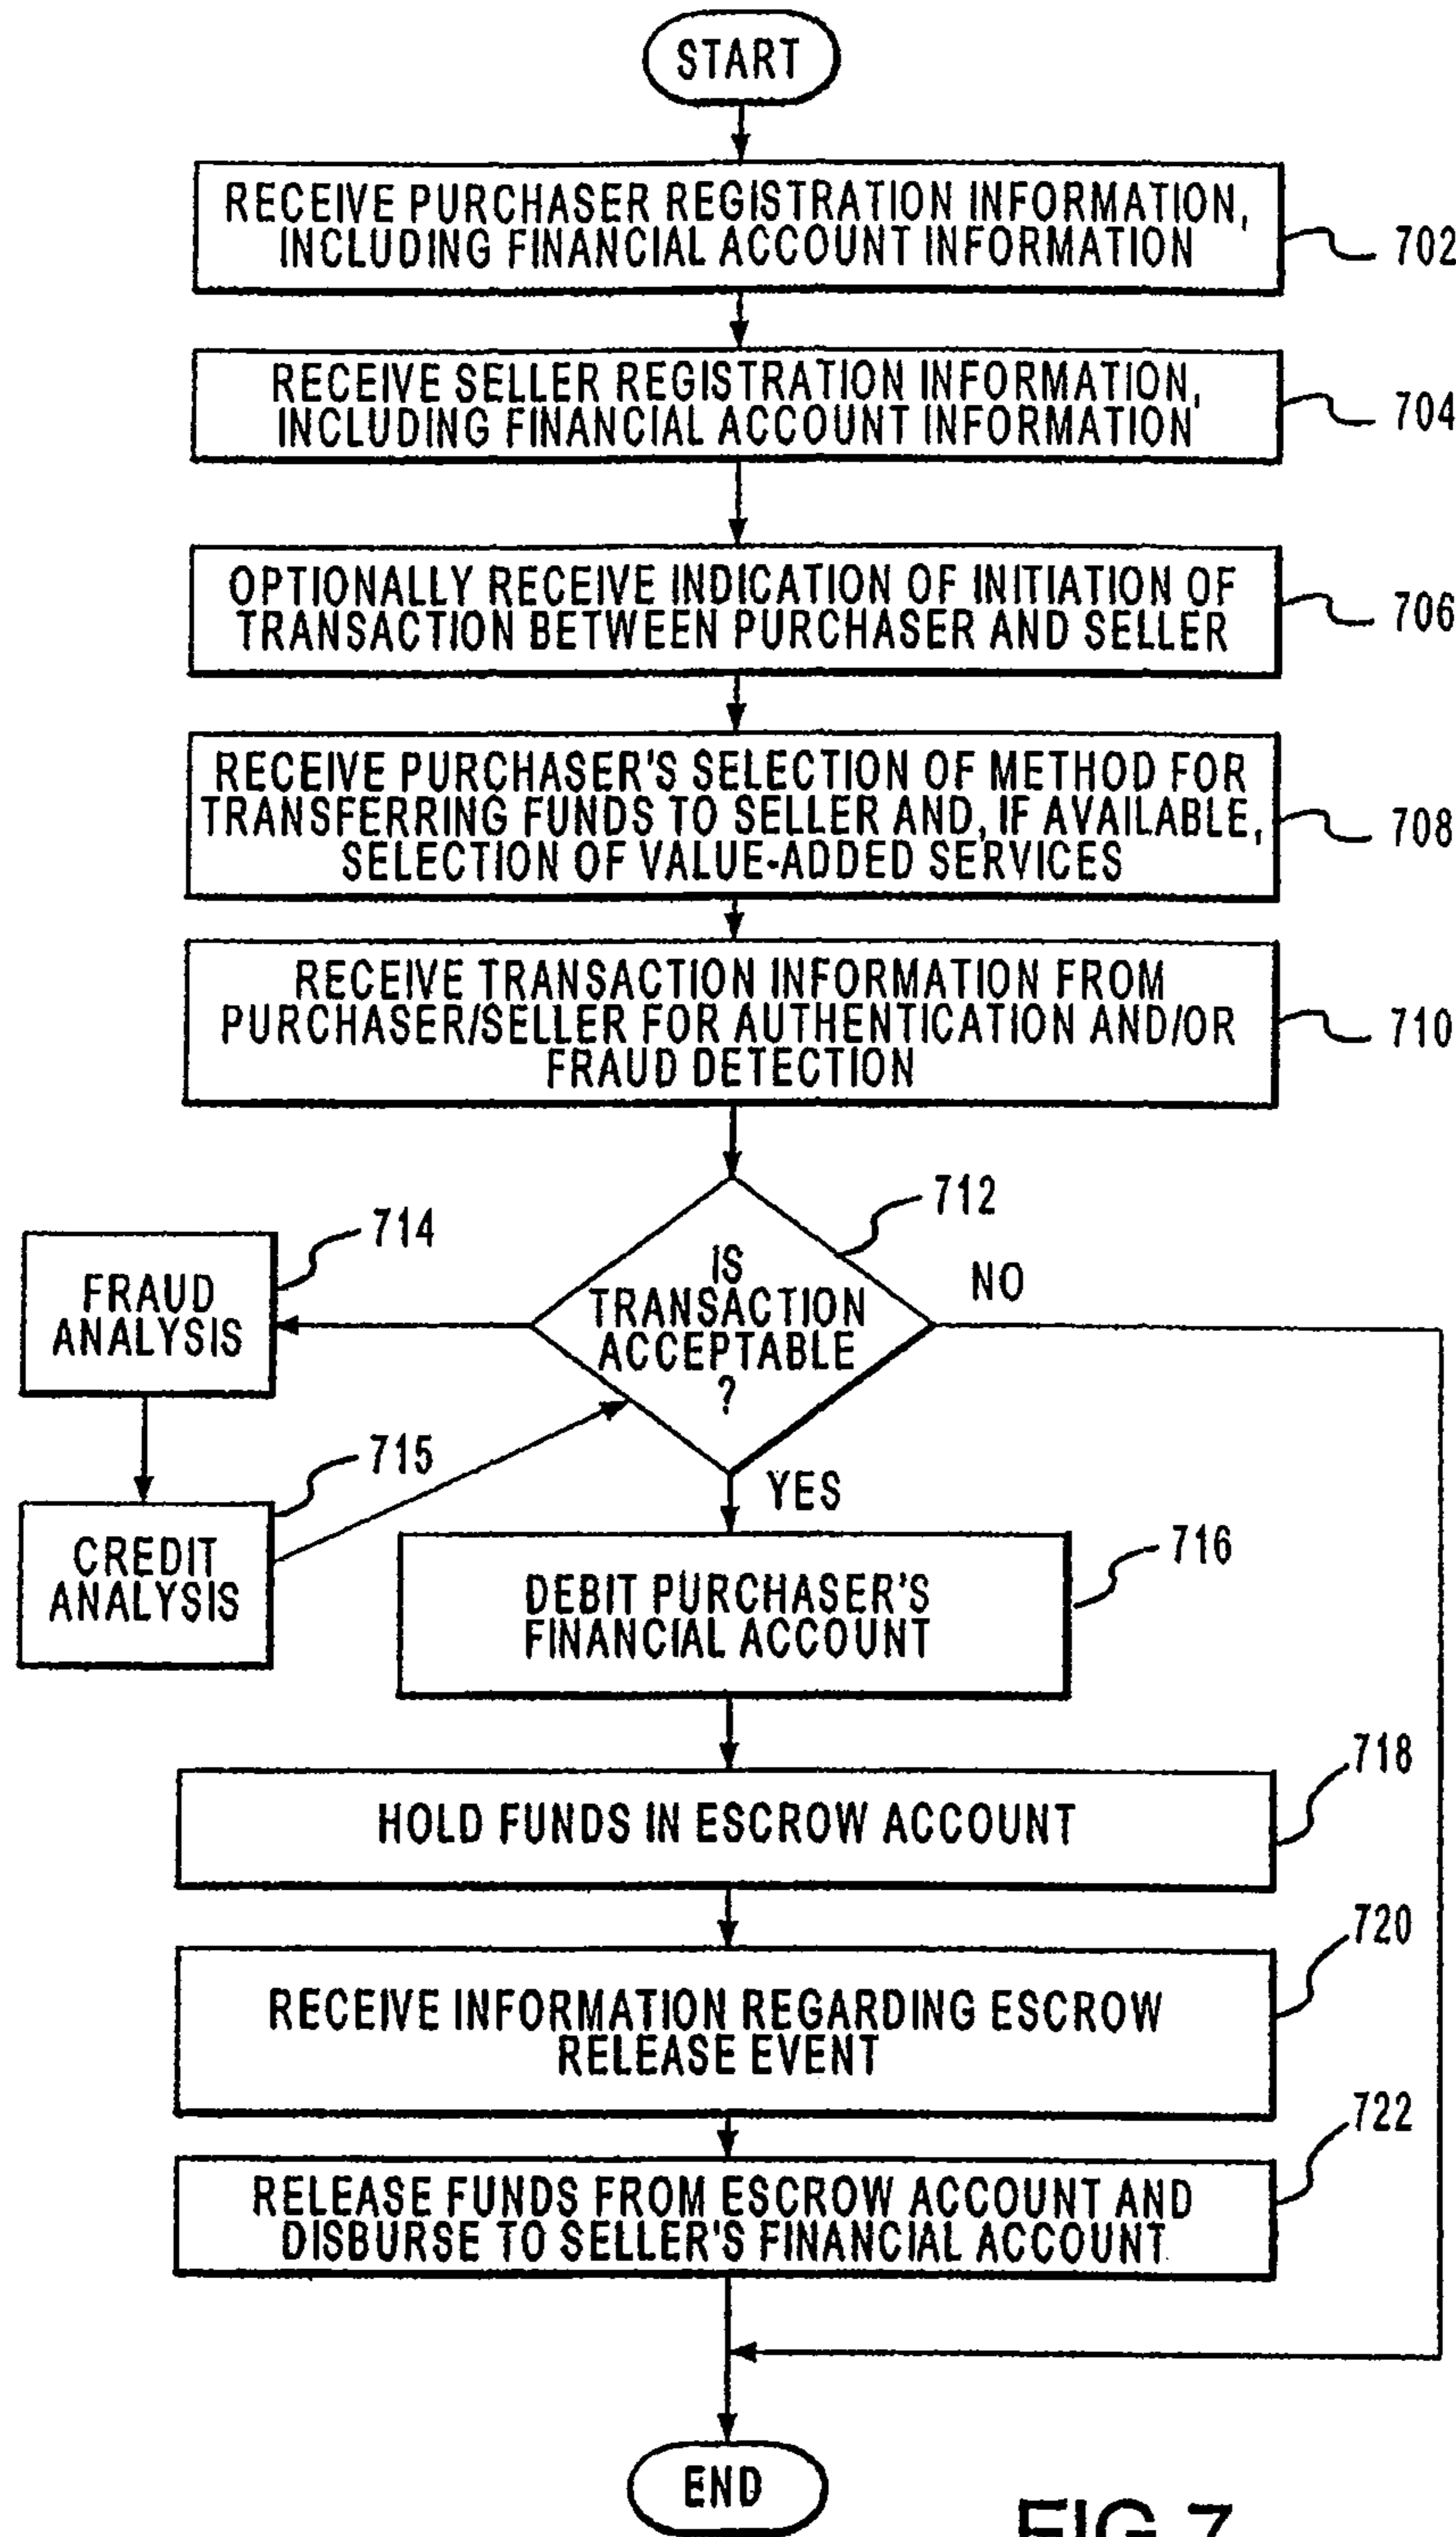 START
RECEIVE PURCHASER REGISTRATION INFORMATION,
INCLUDING FINANCIAL ACCOUNT INFORMATION
702
RECEIVE SELLER REGISTRATION INFORMATION,
INCLUDING FINANCIAL ACCOUNT INFORMATION
704
OPTIONALLY RECEIVE INDICATION OF INITIATION OF
TRANSACTION BETWEEN PURCHASER AND SELLER
706
RECEIVE PURCHASER'S SELECTION OF METHOD FOR
TRANSFERRING FUNDS TO SELLER AND, IF AVAILABLE,
SELECTION OF VALUE-ADDED SERVICES
708
RECEIVE TRANSACTION INFORMATION FROM
PURCHASER/SELLER FOR AUTHENTICATION AND/OR
FRAUD DETECTION
710
712
IS
TRANSACTION
ACCEPTABLE
?
NO
714
FRAUD
ANALYSIS
715
CREDIT
ANALYSIS
YES
716
DEBIT PURCHASER'S
FINANCIAL ACCOUNT
718
HOLD FUNDS IN ESCROW ACCOUNT
720
RECEIVE INFORMATION REGARDING ESCROW
RELEASE EVENT
722
RELEASE FUNDS FROM ESCROW ACCOUNT AND
DISBURSE TO SELLER'S FINANCIAL ACCOUNT
END
FIG.7